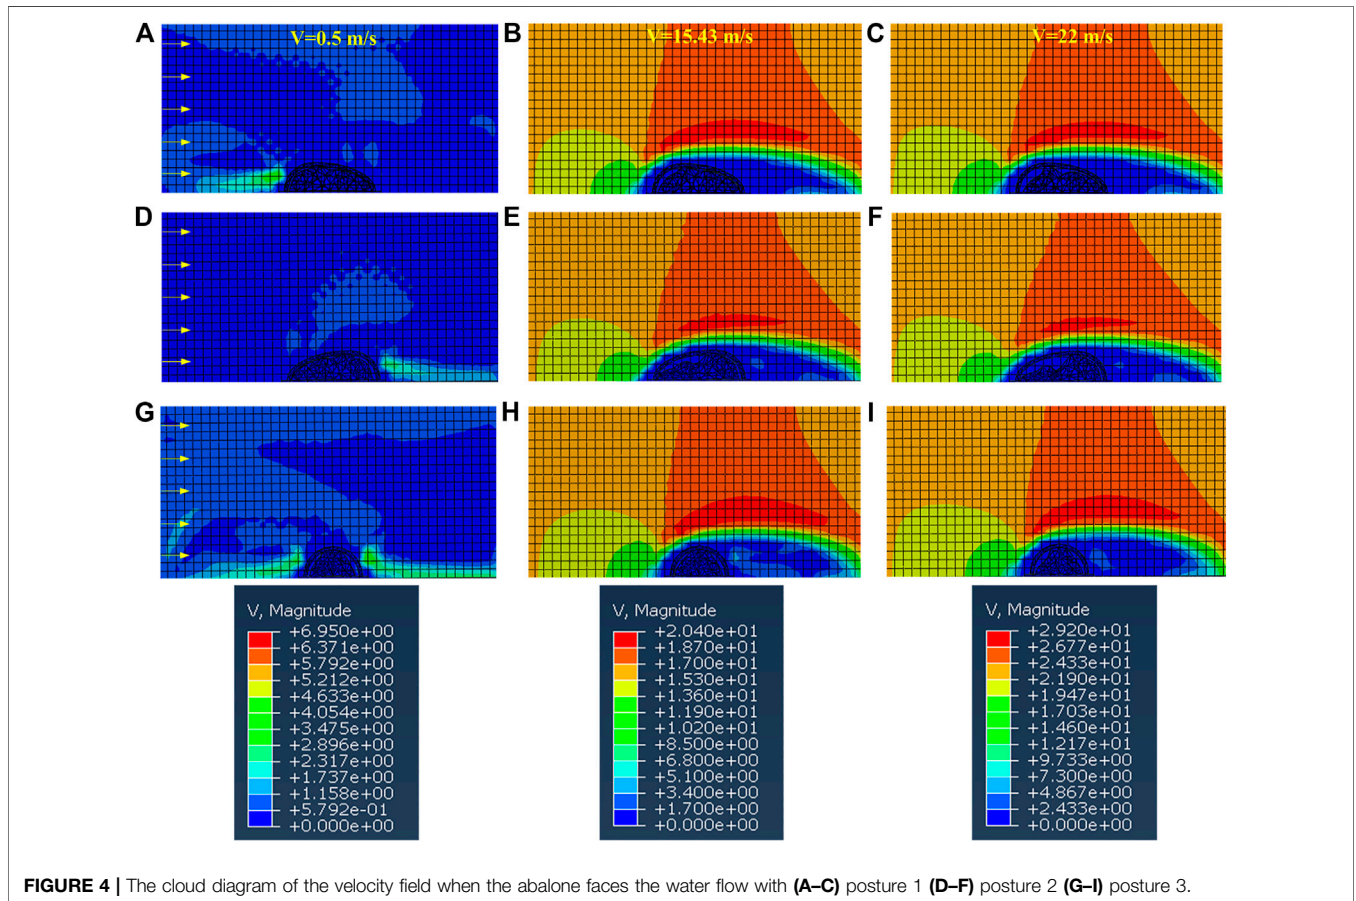 A V=0.5 m/s
B V=15.43 m/s
C V=22 m/s
D
E
F
G
H
I
V, Magnitude
+6.950e+00
+6.371e+00
+5.792e+00
+5.212e+00
+4.633e+00
+4.054e+00
+3.475e+00
+2.896e+00
+2.317e+00
+1.737e+00
+1.158e+00
+5.792e-01
+0.000e+00
V, Magnitude
+2.040e+01
+1.870e+01
+1.700e+01
+1.530e+01
+1.360e+01
+1.190e+01
+1.020e+01
+8.500e+00
+6.800e+00
+5.100e+00
+3.400e+00
+1.700e+00
+0.000e+00
V, Magnitude
+2.920e+01
+2.677e+01
+2.433e+01
+2.190e+01
+1.947e+01
+1.703e+01
+1.460e+01
+1.217e+01
+9.733e+00
+7.300e+00
+4.867e+00
+2.433e+00
+0.000e+00
FIGURE 4 | The cloud diagram of the velocity field when the abalone faces the water flow with (A–C) posture 1 (D–F) posture 2 (G–I) posture 3.